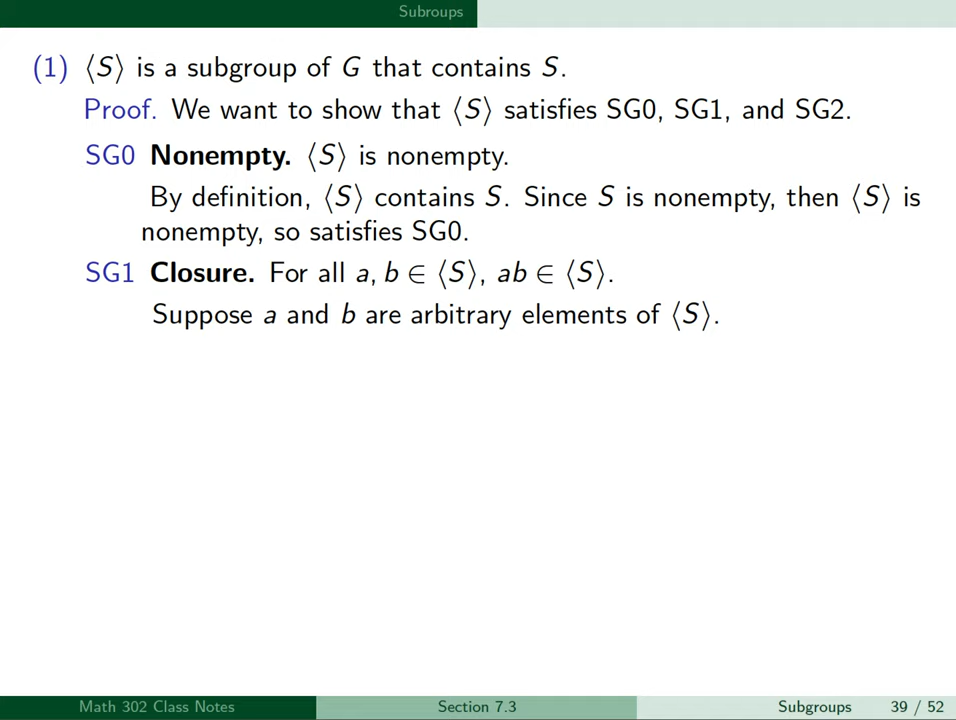 Subroups
(1) ⟨S⟩ is a subgroup of G that contains S.
Proof. We want to show that ⟨S⟩ satisfies SG0, SG1, and SG2.
SG0 Nonempty. ⟨S⟩ is nonempty.
By definition, ⟨S⟩ contains S. Since S is nonempty, then ⟨S⟩ is
nonempty, so satisfies SG0.
SG1 Closure. For all a, b ∈ ⟨S⟩, ab ∈ ⟨S⟩.
Suppose a and b are arbitrary elements of ⟨S⟩.
Math 302 Class Notes Section 7.3 Subgroups 39 / 52